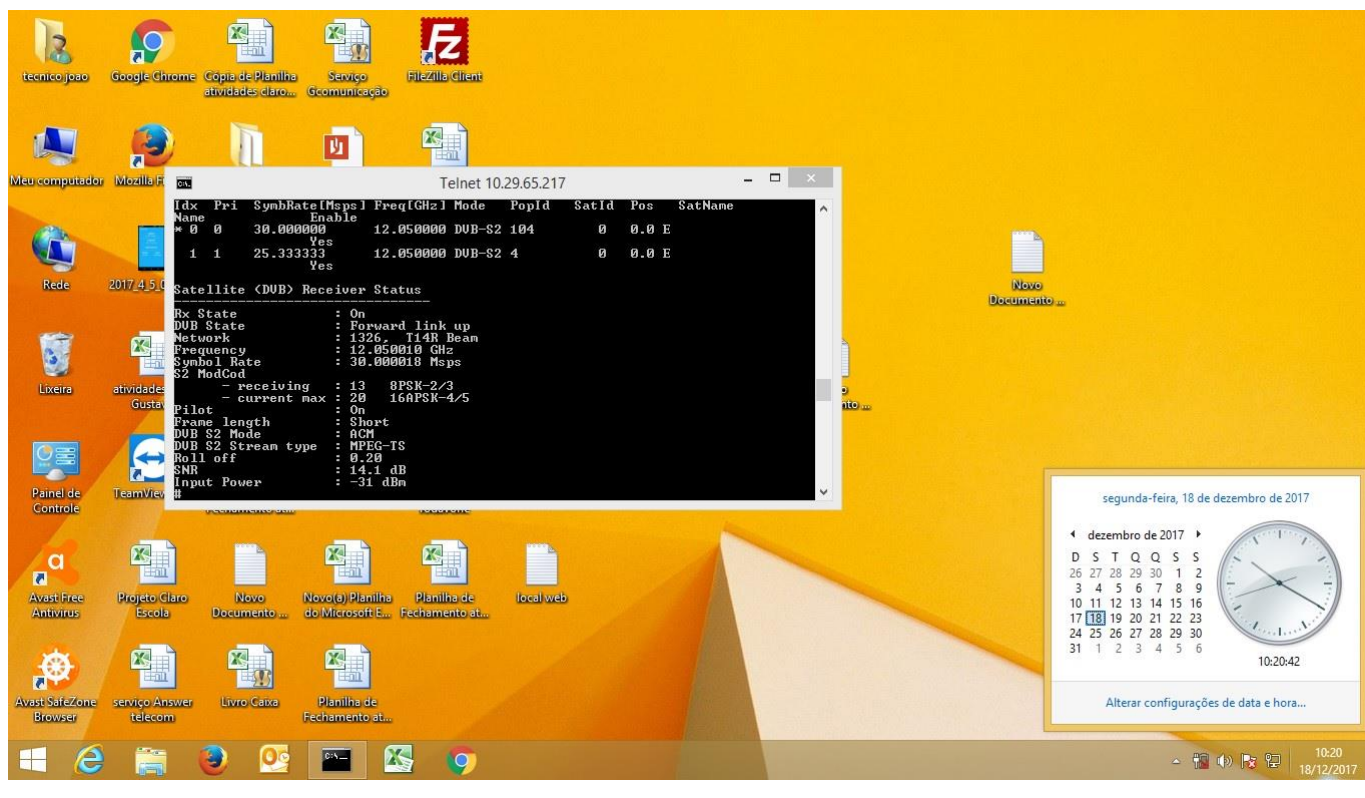 tecnico joao
Google Chrome
Cópia de Planilha
atividades claro...
Serviço
Gcomunicação
FileZilla Client
Meu computador
Mozilla F
Telnet 10.29.65.217
Idx Pri SymbRate[Msps] Freq[GHz] Mode PopId SatId Pos SatName
Name Enable
* 0 0 30.000000 12.050000 DVB-S2 104 0 0.0 E
Yes
1 1 25.333333 12.050000 DVB-S2 4 0 0.0 E
Yes
Satellite (DVB) Receiver Status
----------------------------------
Rx State : On
DVB State : Forward link up
Network : 1326, T14R Beam
Frequency : 12.050010 GHz
Symbol Rate : 30.000018 Msps
S2 ModCod
- receiving : 13 8PSK-2/3
- current max : 20 16APSK-4/5
Pilot : On
Frame length : Short
DVB S2 Mode : ACM
DVB S2 Stream type : MPEG-TS
Roll off : 0.20
SNR : 14.1 dB
Input Power : -31 dBm
#
Rede
2017_4_5_0
Novo
Documento ...
Lixeira
atividades
Gusta
Painel de
Controle
TeamView
Avast Free
Antivirus
Projeto Claro
Escola
Novo
Documento ...
Novo(a) Planilha
do Microsoft E...
Planilha de
Fechamento at...
local web
Avast SafeZone
Browser
serviço Answer
telecom
Livro Caixa
Planilha de
Fechamento at...
segunda-feira, 18 de dezembro de 2017
dezembro de 2017
D S T Q Q S S
26 27 28 29 30 1 2
3 4 5 6 7 8 9
10 11 12 13 14 15 16
17 18 19 20 21 22 23
24 25 26 27 28 29 30
31 1 2 3 4 5 6
10:20:42
Alterar configurações de data e hora...
10:20
18/12/2017